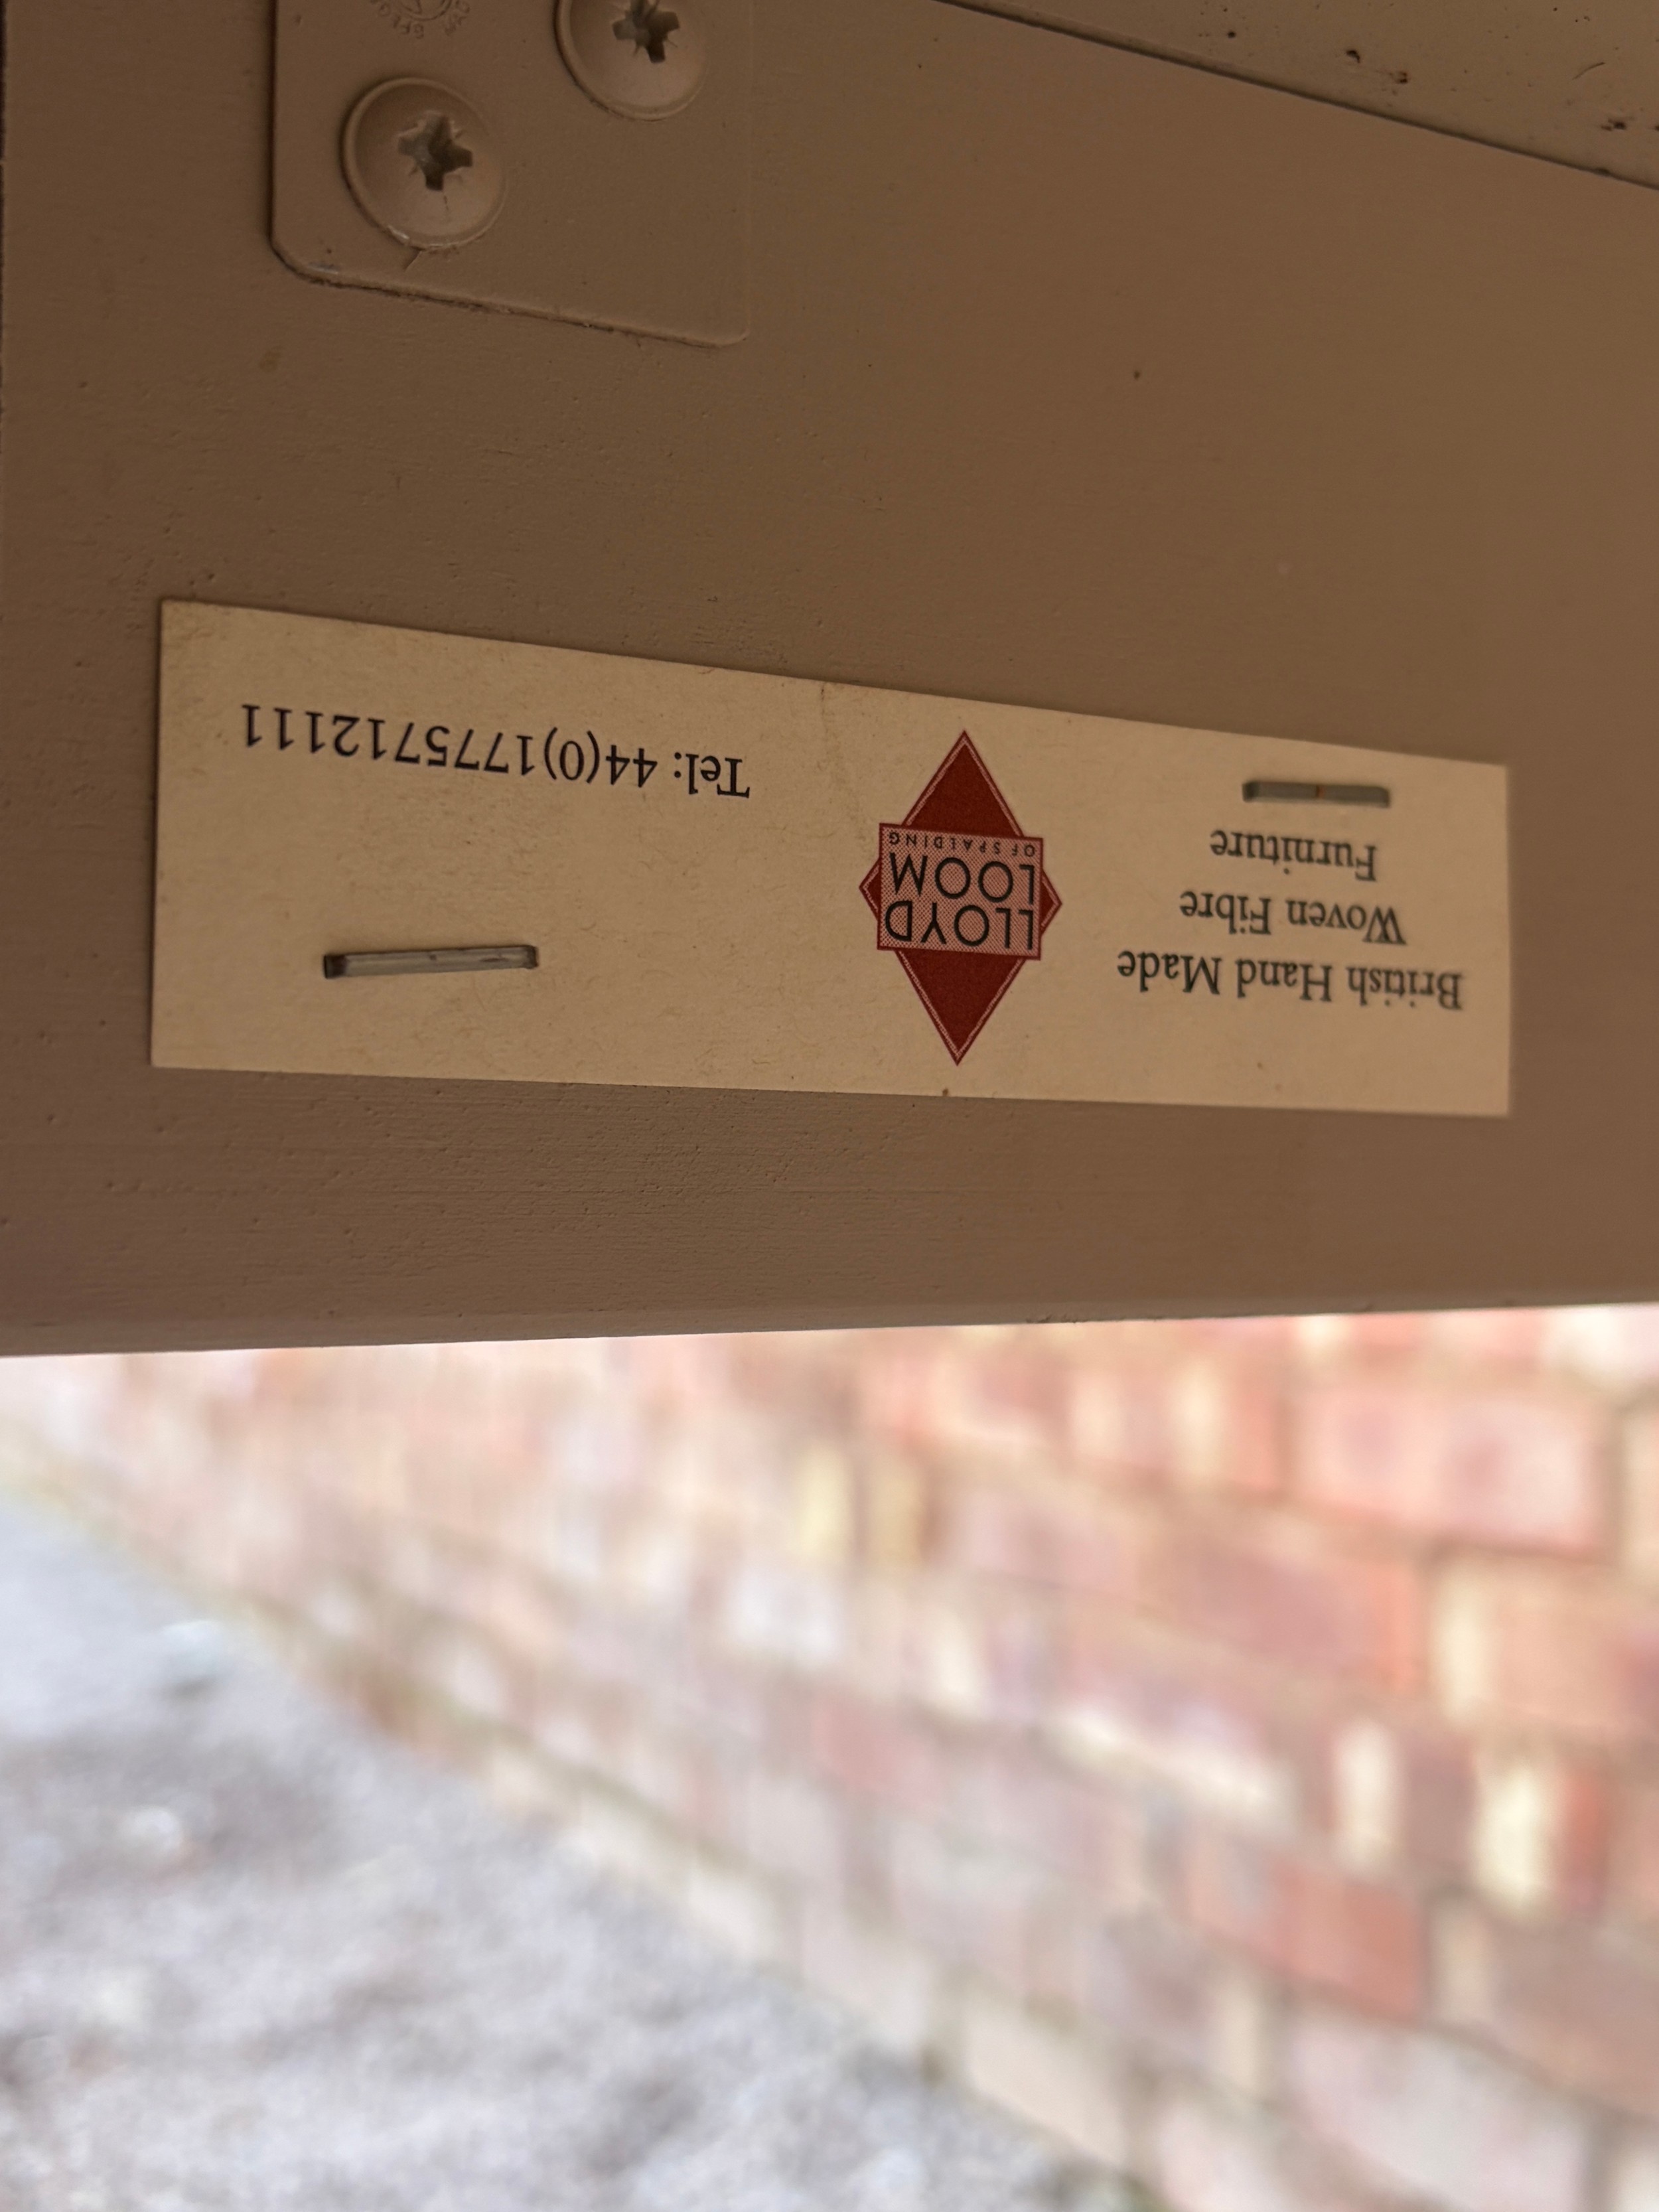 British Hand Made
Woven Fibre
Furniture
LLOYD
LOOM
OF SPALDING
Tel: 44(0)1775712111